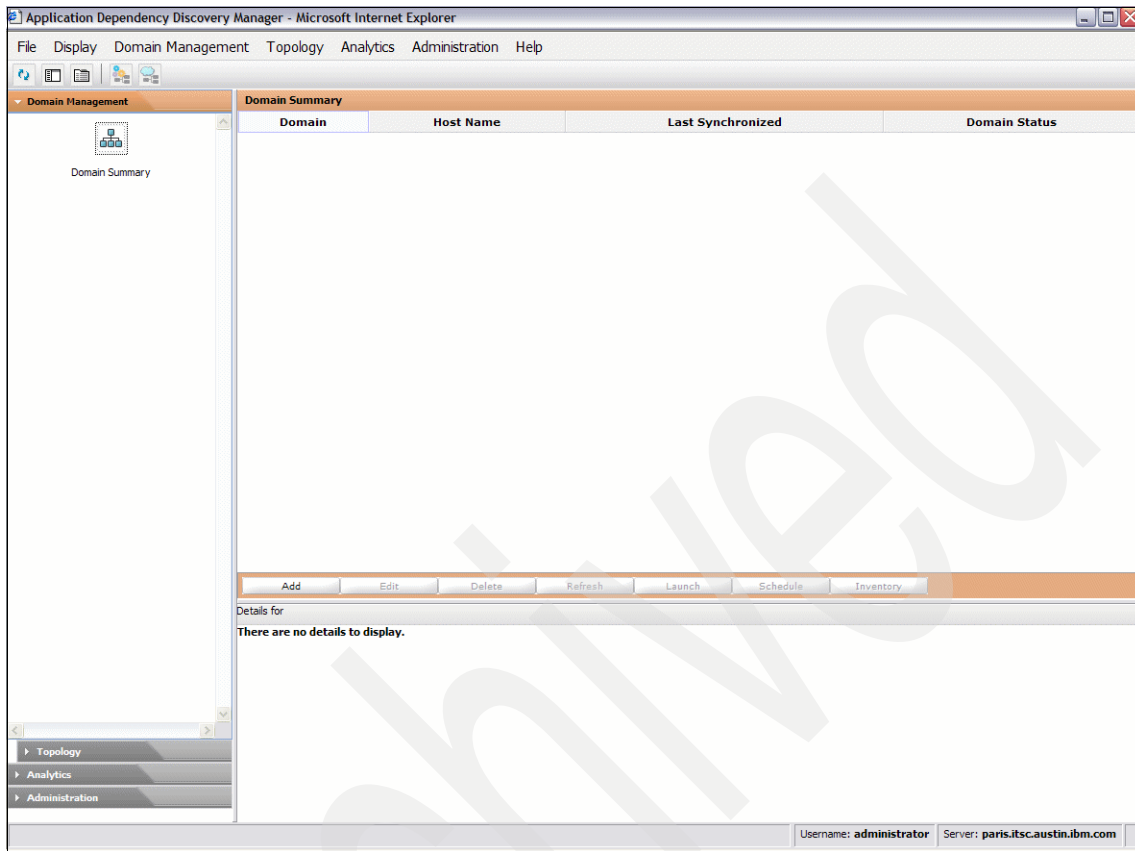 Application Dependency Discovery Manager - Microsoft Internet Explorer
File Display Domain Management Topology Analytics Administration Help
Domain Management
Domain Summary
Domain Summary
Domain Host Name Last Synchronized Domain Status
Add Edit Delete Refresh Launch Schedule Inventory
Details for
There are no details to display.
Topology
Analytics
Administration
Username: administrator Server: paris.itsc.austin.ibm.com
hived